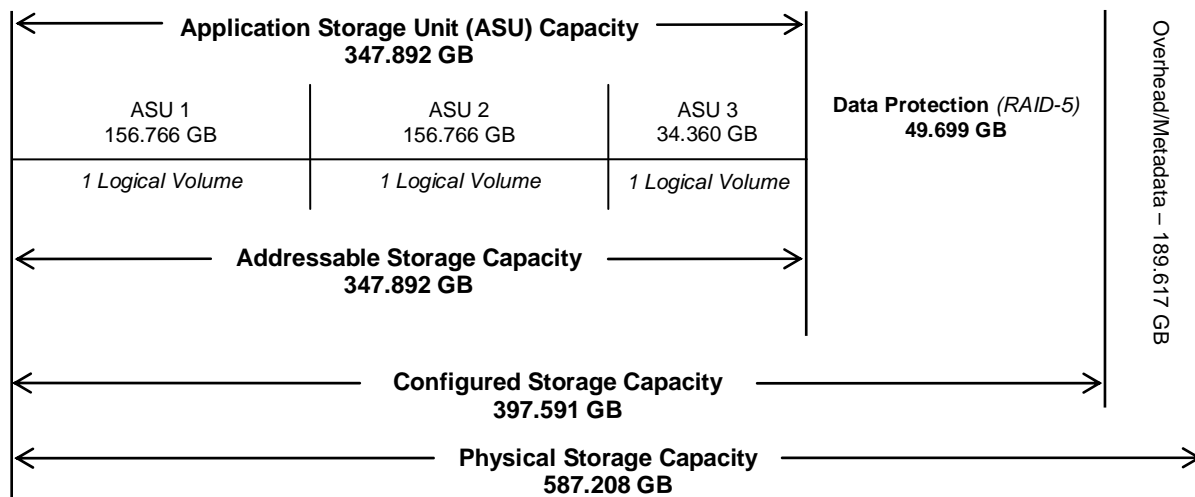 Application Storage Unit (ASU) Capacity
347.892 GB
ASU 1
156.766 GB
ASU 2
156.766 GB
ASU 3
34.360 GB
Data Protection (RAID-5)
49.699 GB
Overhead/Metadata – 189.617 GB
1 Logical Volume
1 Logical Volume
1 Logical Volume
Addressable Storage Capacity
347.892 GB
Configured Storage Capacity
397.591 GB
Physical Storage Capacity
587.208 GB